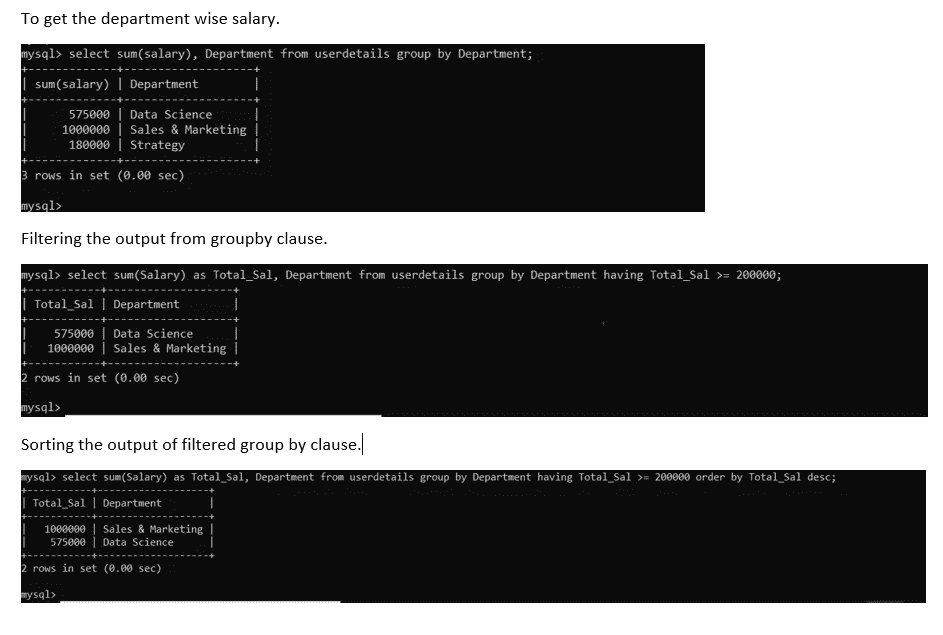 To get the department wise salary.
mysql> select sum(salary), Department from userdetails group by Department;
+-------------+-------------------+
| sum(salary) | Department        |
+-------------+-------------------+
|      575000 | Data Science      |
|     1000000 | Sales & Marketing |
|      180000 | Strategy          |
+-------------+-------------------+
3 rows in set (0.00 sec)
mysql>
Filtering the output from groupby clause.
mysql> select sum(Salary) as Total_Sal, Department from userdetails group by Department having Total_Sal >= 200000;
+-----------+-------------------+
| Total_Sal | Department        |
+-----------+-------------------+
|    575000 | Data Science      |
|   1000000 | Sales & Marketing |
+-----------+-------------------+
2 rows in set (0.00 sec)
mysql>
Sorting the output of filtered group by clause.
mysql> select sum(Salary) as Total_Sal, Department from userdetails group by Department having Total_Sal >= 200000 order by Total_Sal desc;
+-----------+-------------------+
| Total_Sal | Department        |
+-----------+-------------------+
|   1000000 | Sales & Marketing |
|    575000 | Data Science      |
+-----------+-------------------+
2 rows in set (0.00 sec)
mysql>